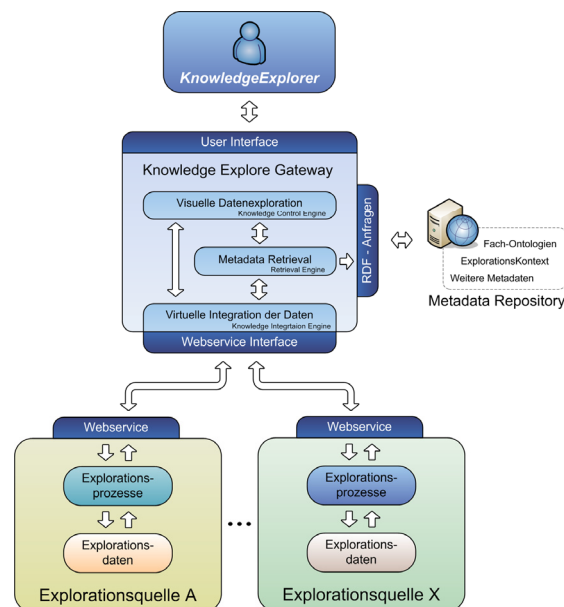 KnowledgeExplorer
User Interface
Knowledge Explore Gateway
Visuelle Datenexploration
Knowledge Control Engine
Metadata Retrieval
Retrieval Engine
RDF - Anfragen
Fach-Ontologien
ExplorationsKontext
Weitere Metadaten
Metadata Repository
Virtuelle Integration der Daten
Knowledge Integrtaion Engine
Webservice Interface
Webservice
Explorations-
prozesse
Explorations-
daten
Explorationsquelle A
...
Webservice
Explorations-
prozesse
Explorations-
daten
Explorationsquelle X